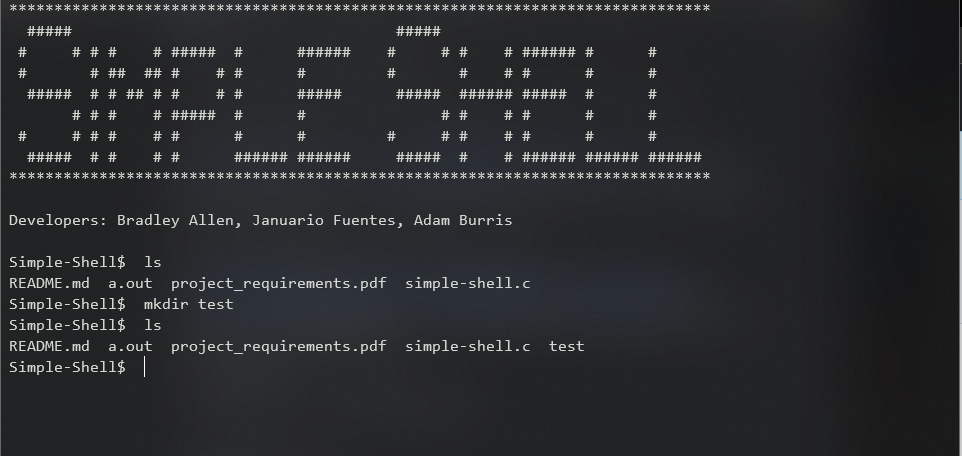 ******************************************************************************
  #####                                    #####
 #     # # #    # #####  #      ######    #     # #    # ###### #      #
 #       # ##  ## #    # #      #         #       #    # #      #      #
  #####  # # ## # #    # #      #####      #####  ###### #####  #      #
       # # #    # #####  #      #               # #    # #      #      #
 #     # # #    # #      #      #         #     # #    # #      #      #
  #####  # #    # #      ###### ######     #####  #    # ###### ###### ######
******************************************************************************
Developers: Bradley Allen, Januario Fuentes, Adam Burris
Simple-Shell$  ls
README.md  a.out  project_requirements.pdf  simple-shell.c
Simple-Shell$  mkdir test
Simple-Shell$  ls
README.md  a.out  project_requirements.pdf  simple-shell.c  test
Simple-Shell$